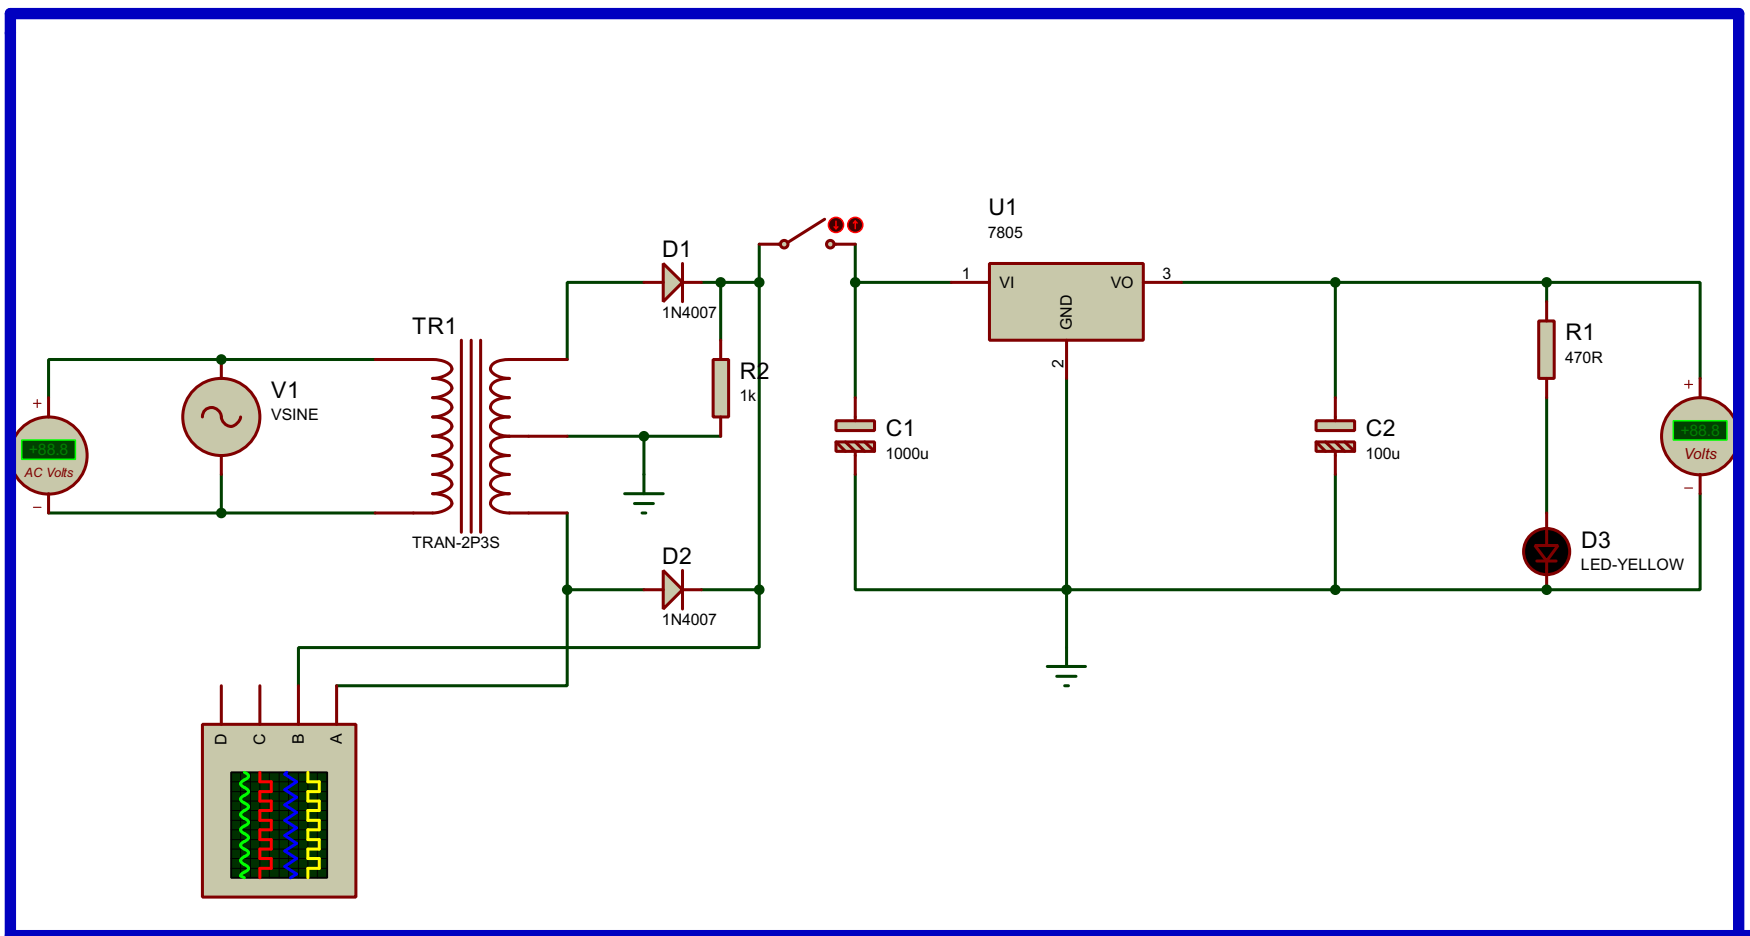 U1
7805
1
VI
VO
3
GND
2
D1
1N4007
TR1
TRAN-2P3S
R2
1k
V1
VSINE
+
+88.8
AC Volts
−
C1
1000u
C2
100u
R1
470R
+
+88.8
Volts
−
D3
LED-YELLOW
D2
1N4007
D
C
B
A